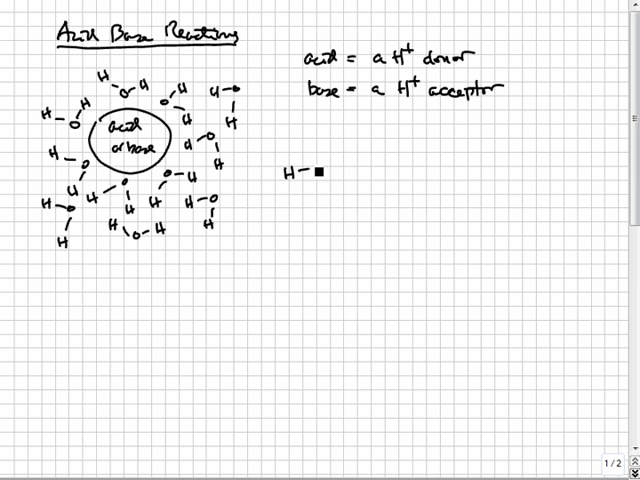 Acid Base Reactions
acid = a H⁺ donor
base = a H⁺ acceptor
H H H H
H H O O H
H O H
acid
or base H O
H O H
O H O H
H H H H O
H O O H
H H O H H
H
H
1/2